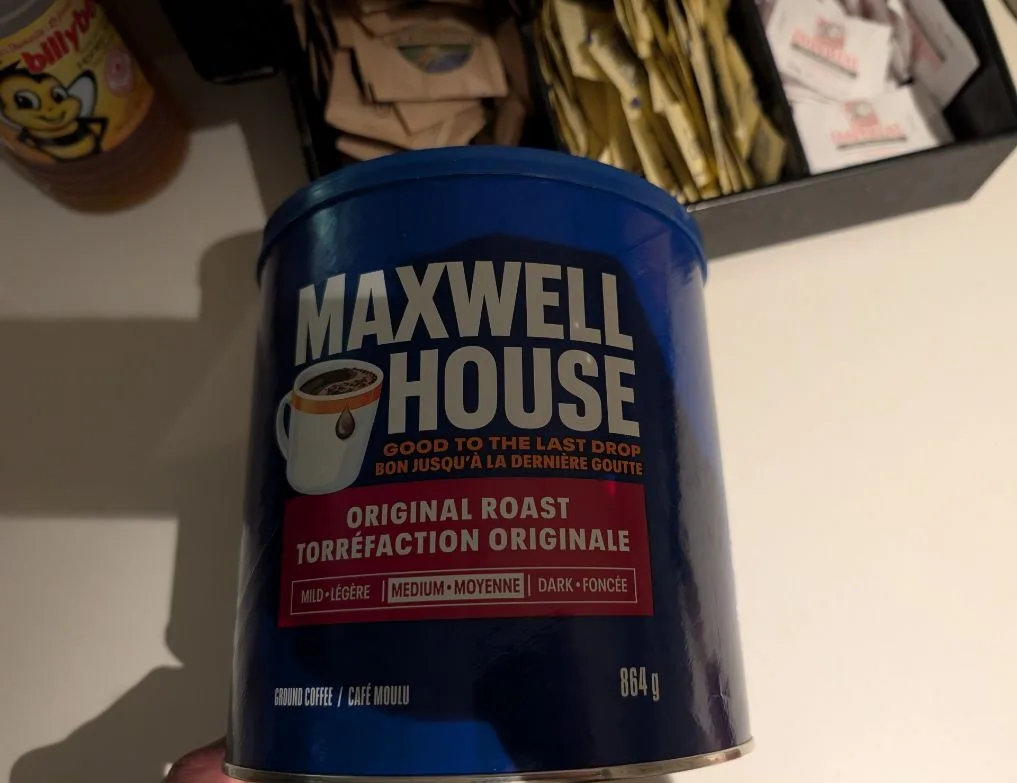 billyb
MAXWELL
HOUSE
GOOD TO THE LAST DROP
BON JUSQU'À LA DERNIÈRE GOUTTE
ORIGINAL ROAST
TORRÉFACTION ORIGINALE
MILD•LÉGÈRE | MEDIUM•MOYENNE | DARK•FONCÉE
GROUND COFFEE / CAFÉ MOULU
864 g